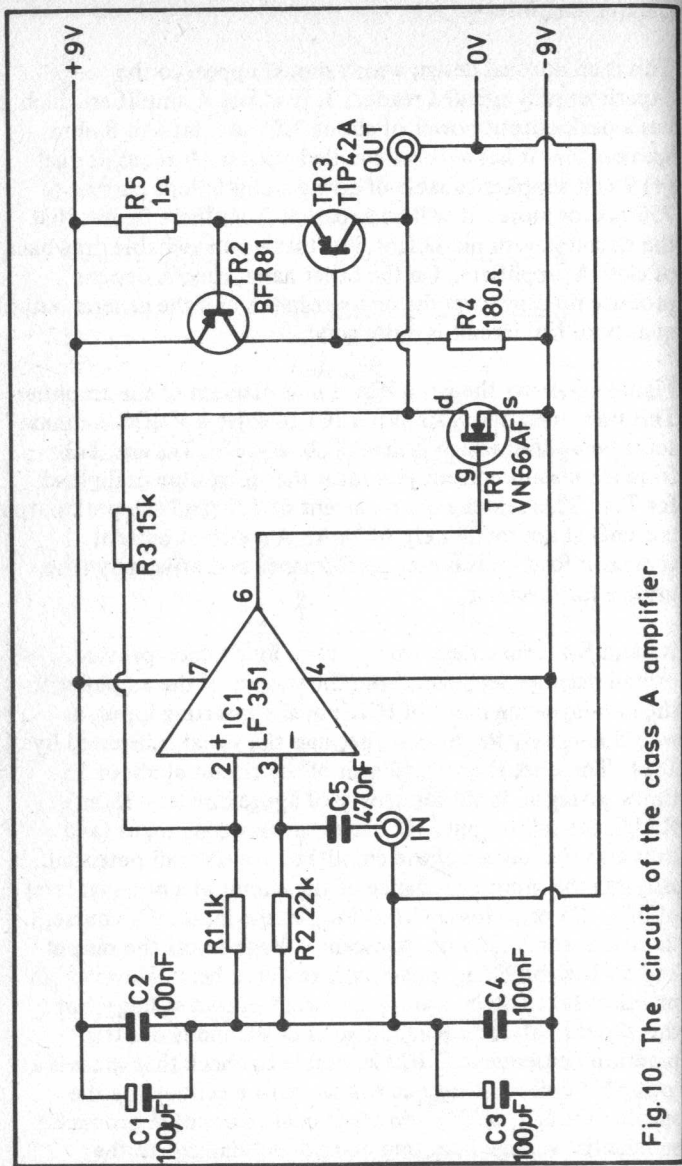 +9V
C1
100µF
C2
100nF
R1 1k
R2 22k
C3
100µF
C4
100nF
2
3
+
−
IC1
LF 351
7
4
6
C5
470nF
IN
R3 15k
TR1
VN66AF
g
d
s
TR2
BFR81
R5
1Ω
TR3
TIP42A
R4
180Ω
OUT
0V
-9V
Fig.10. The circuit of the class A amplifier